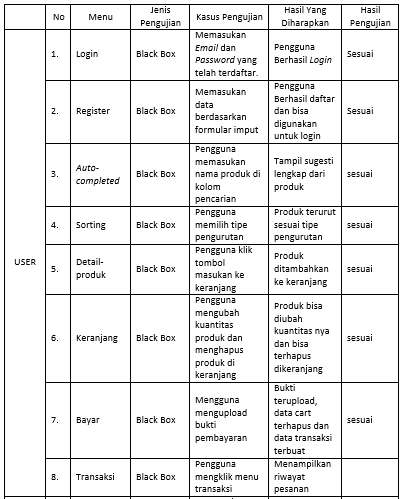 No Menu Jenis Pengujian Kasus Pengujian Hasil Yang Diharapkan Hasil Pengujian
USER
1. Login Black Box Memasukan Email dan Password yang telah terdaftar. Pengguna Berhasil Login Sesuai
2. Register Black Box Memasukan data berdasarkan formular imput Pengguna Berhasil daftar dan bisa digunakan untuk login Sesuai
3. Auto-completed Black Box Pengguna memasukan nama produk di kolom pencarian Tampil sugesti lengkap dari produk sesuai
4. Sorting Black Box Pengguna memilih tipe pengurutan Produk terurut sesuai tipe pengurutan sesuai
5. Detail-produk Black Box Pengguna klik tombol masukan ke keranjang Produk ditambahkan ke keranjang sesuai
6. Keranjang Black Box Pengguna mengubah kuantitas produk dan menghapus produk di keranjang Produk bisa diubah kuantitas nya dan bisa terhapus dikeranjang sesuai
7. Bayar Black Box Mengguna mengupload bukti pembayaran Bukti terupload, data cart terhapus dan data transaksi terbuat sesuai
8. Transaksi Black Box Pengguna mengklik menu transaksi Menampilkan riwayat pesanan